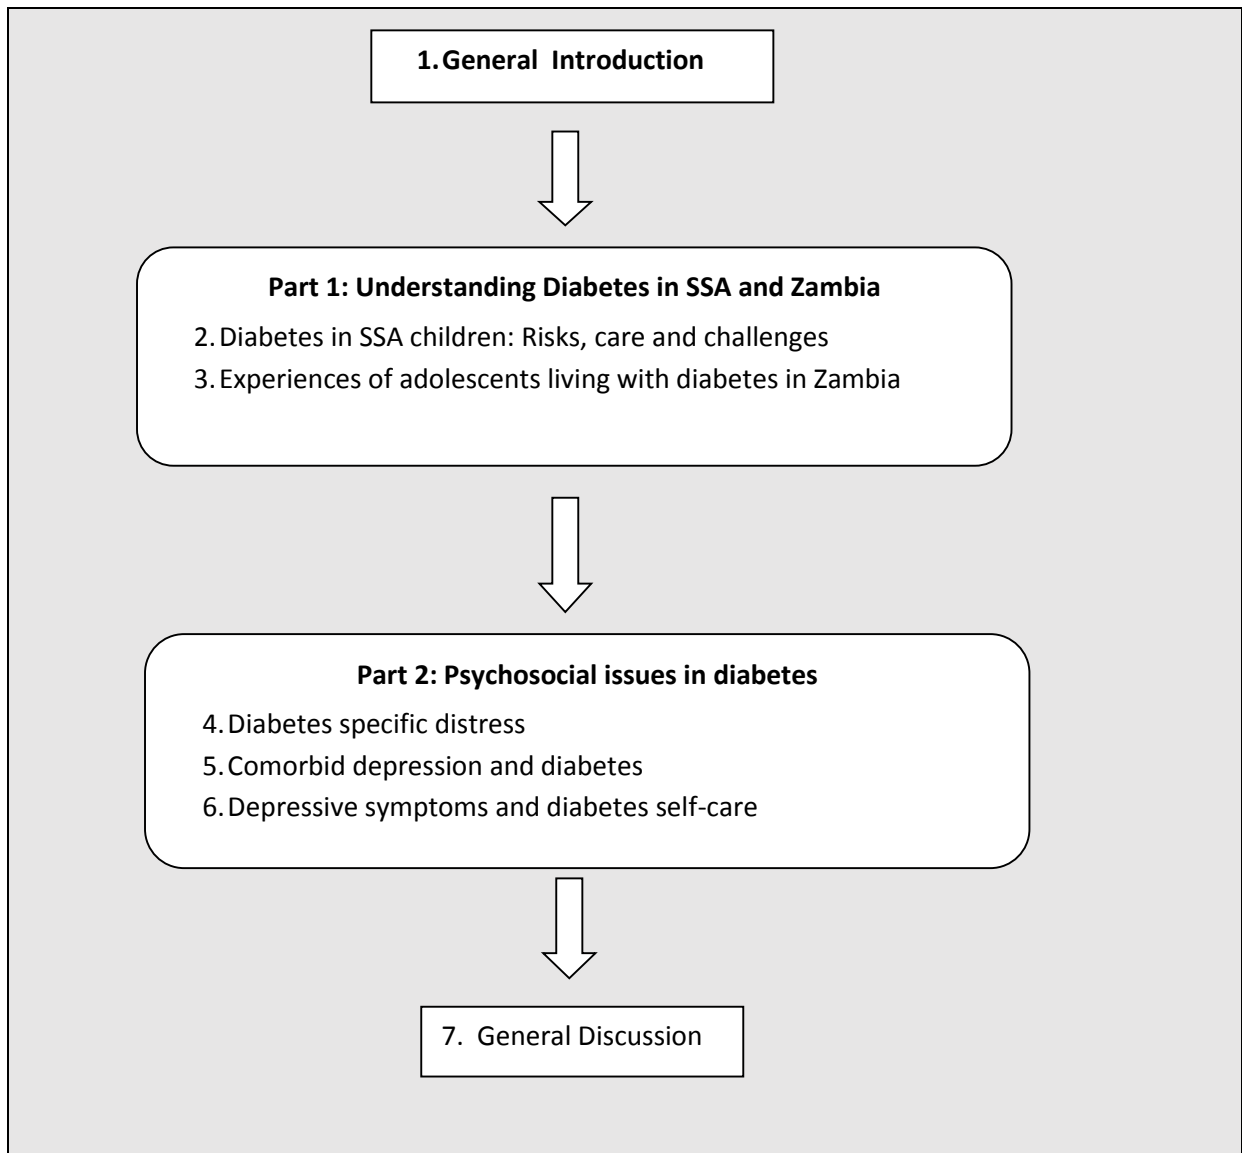 1. General Introduction
Part 1: Understanding Diabetes in SSA and Zambia
2. Diabetes in SSA children: Risks, care and challenges
3. Experiences of adolescents living with diabetes in Zambia
Part 2: Psychosocial issues in diabetes
4. Diabetes specific distress
5. Comorbid depression and diabetes
6. Depressive symptoms and diabetes self-care
7. General Discussion